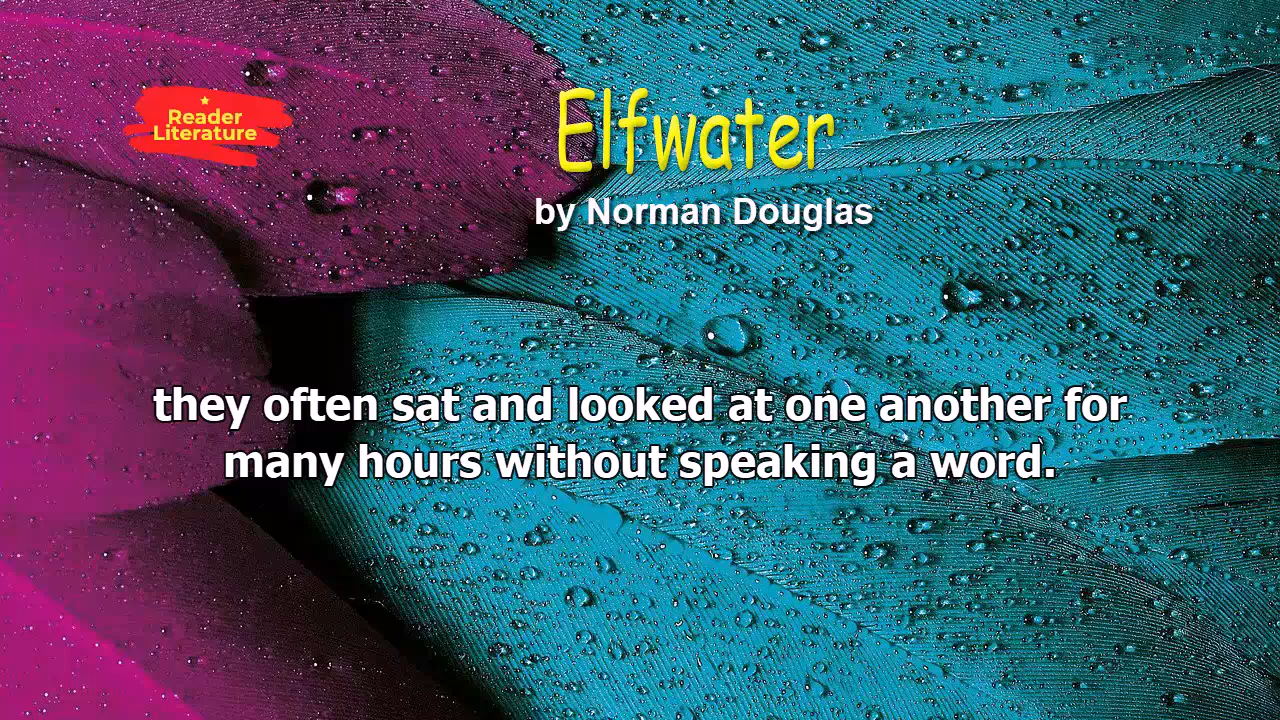 Reader
Literature
Elfwater
by Norman Douglas
they often sat and looked at one another for
many hours without speaking a word.